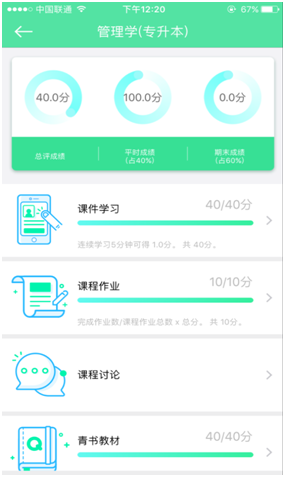 中国联通 下午12:20 67%
管理学(专升本)
40.0分 100.0分 0.0分
总评成绩 平时成绩 期末成绩
(占40%) (占60%)
课件学习 40/40分
连续学习5分钟可得 1.0分。 共 40分。
课程作业 10/10分
完成作业数/课程作业总数 x 总分。 共 10分。
课程讨论
青书教材 40/40分